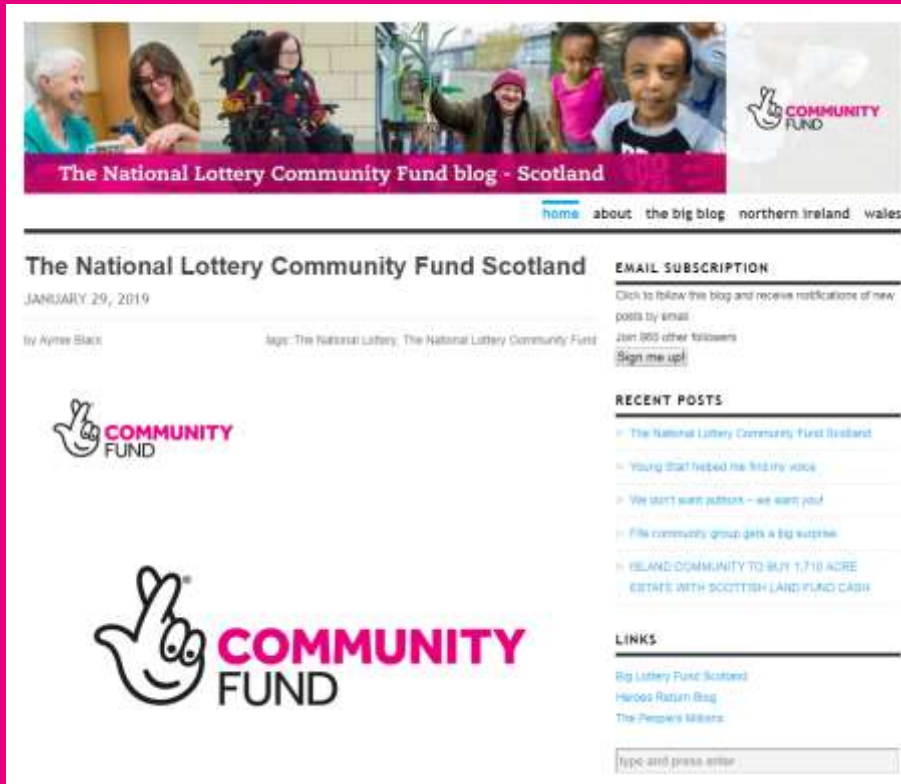 COMMUNITY
FUND
The National Lottery Community Fund blog - Scotland
home about the big blog northern ireland wales
The National Lottery Community Fund Scotland
JANUARY 29, 2019
by Aymee Black
tags: The National Lottery, The National Lottery Community Fund
COMMUNITY
FUND
COMMUNITY
FUND
EMAIL SUBSCRIPTION
Click to follow this blog and receive notifications of new
posts by email
Join 860 other followers
Sign me up!
RECENT POSTS
The National Lottery Community Fund Scotland
Young Start helped me find my voice
We don't want authors – we want you!
Fife community group gets a big surprise
ISLAND COMMUNITY TO BUY 1,710 ACRE
ESTATE WITH SCOTTISH LAND FUND CASH
LINKS
Big Lottery Fund Scotland
Heroes Return Blog
The People's Millions
type and press enter